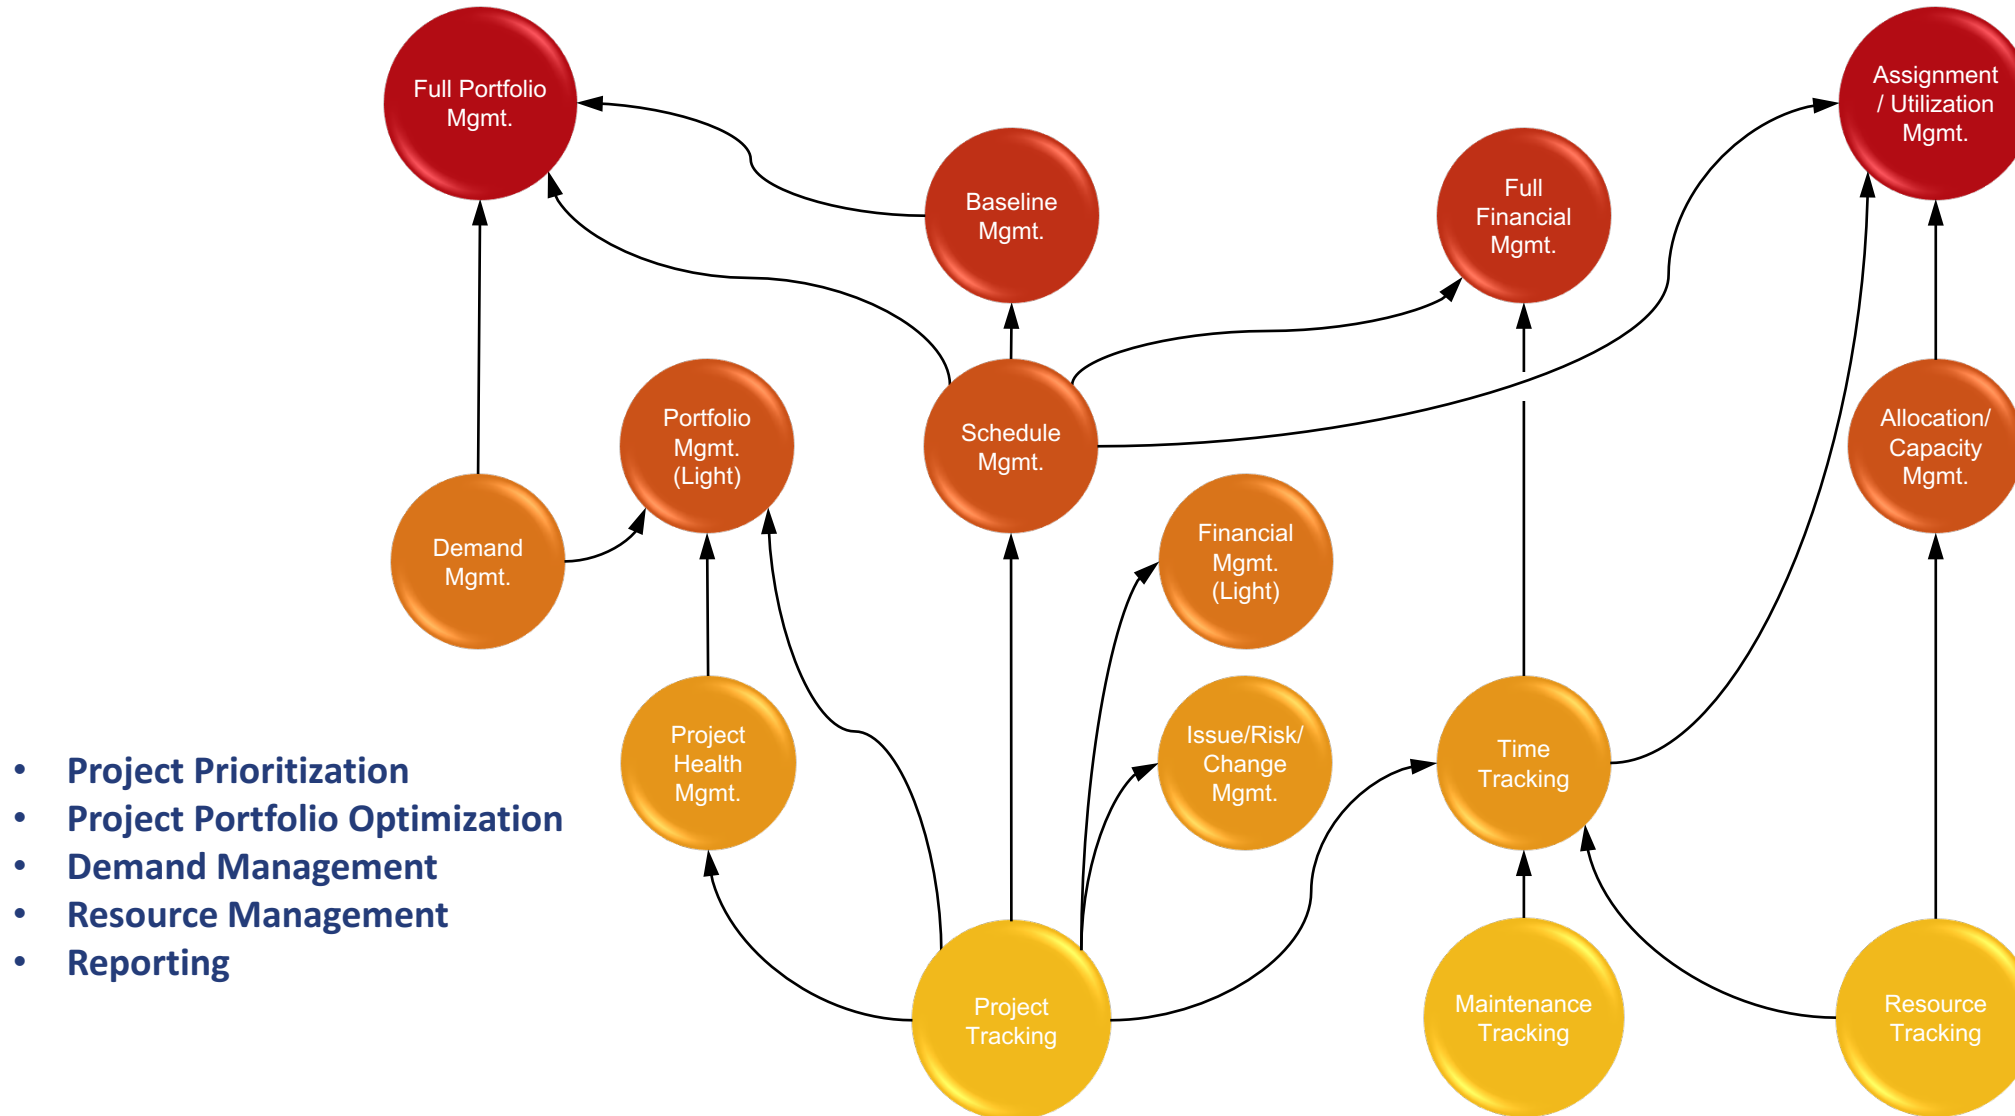 Full Portfolio
Mgmt.
Assignment
/ Utilization
Mgmt.
Baseline
Mgmt.
Full
Financial
Mgmt.
Portfolio
Mgmt.
(Light)
Schedule
Mgmt.
Allocation/
Capacity
Mgmt.
Demand
Mgmt.
Financial
Mgmt.
(Light)
Project
Health
Mgmt.
Issue/Risk/
Change
Mgmt.
Time
Tracking
• Project Prioritization
• Project Portfolio Optimization
• Demand Management
• Resource Management
• Reporting
Project
Tracking
Maintenance
Tracking
Resource
Tracking